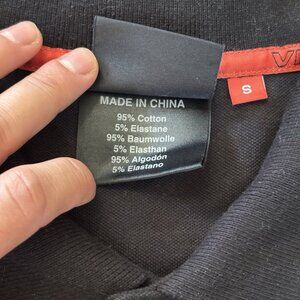 MADE IN CHINA
95% Cotton
5% Elastane
95% Baumwolle
5% Elasthan
95% Algodón
5% Elastano
S